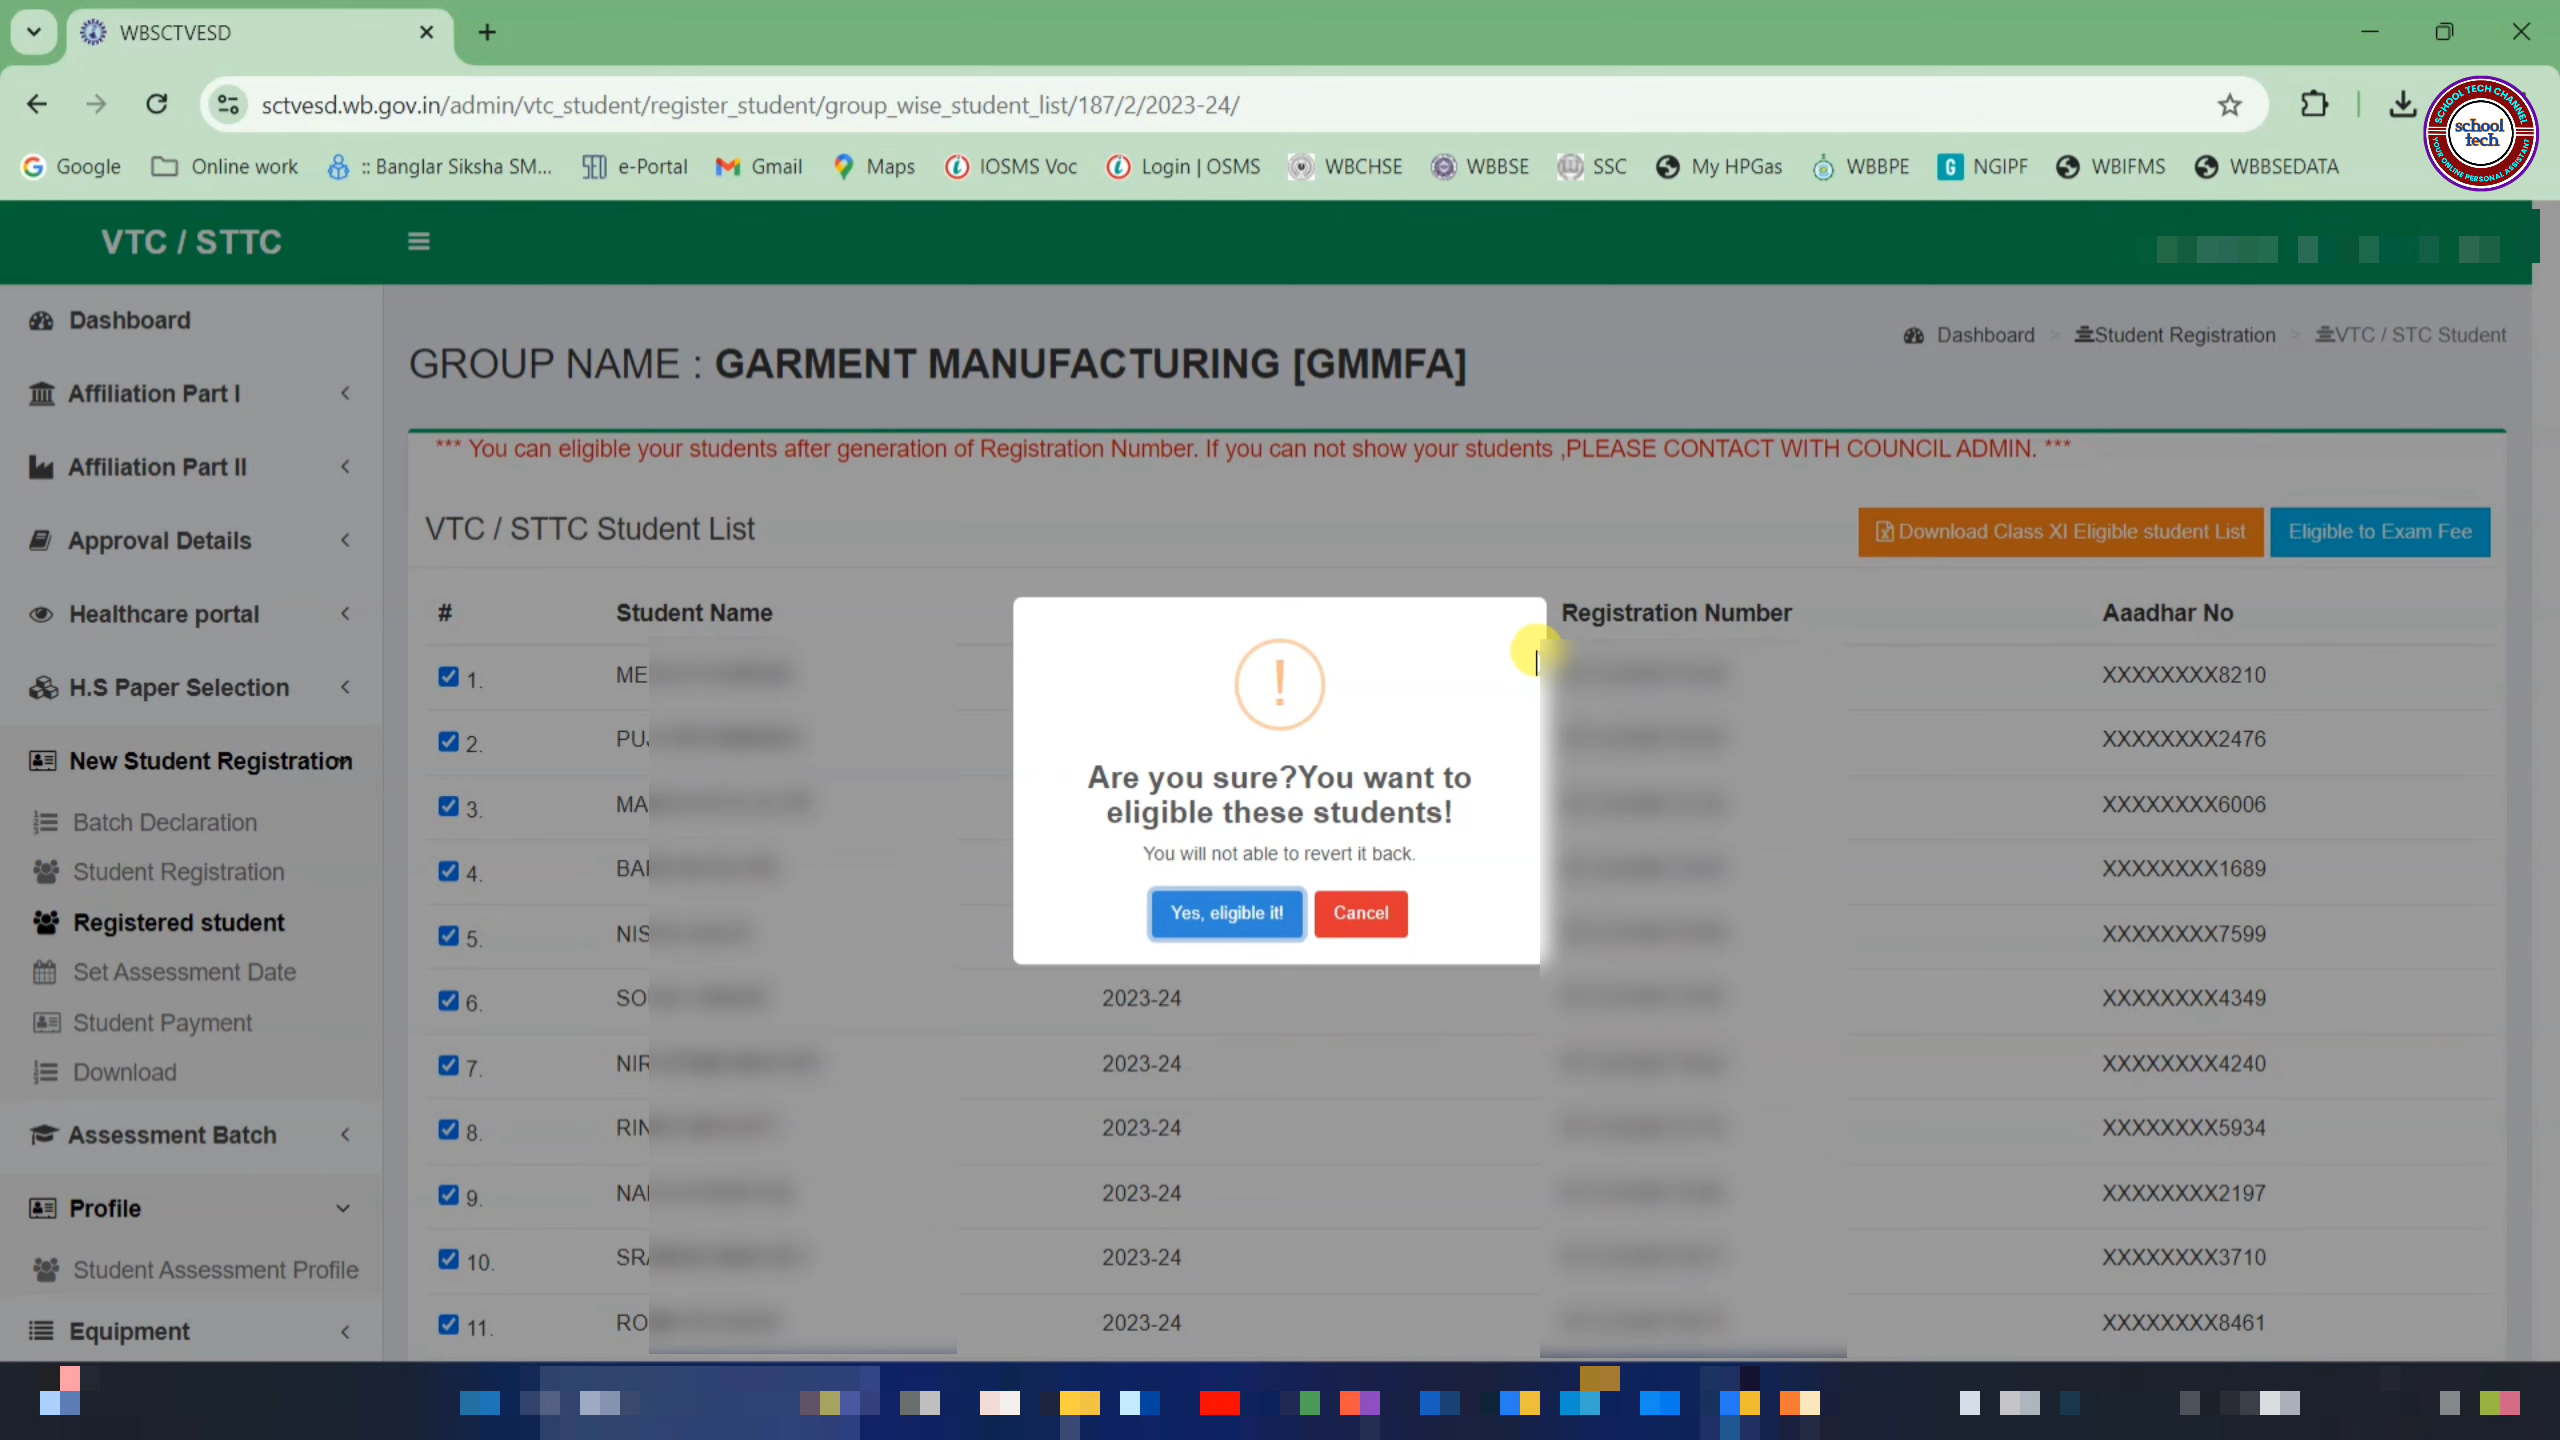 WBSCTVESD
sctvesd.wb.gov.in/admin/vtc_student/register_student/group_wise_student_list/187/2/2023-24/
SCHOOL TECH CHANNEL
school
tech
YOUR ONLINE PERSONAL ASSISTANT
Google Online work :: Banglar Siksha SM... e-Portal Gmail Maps IOSMS Voc Login | OSMS WBCHSE WBBSE SSC My HPGas WBBPE NGIPF WBIFMS WBBSEDATA
VTC / STTC
Dashboard
Affiliation Part I
Affiliation Part II
Approval Details
Healthcare portal
H.S Paper Selection
New Student Registration
Batch Declaration
Student Registration
Registered student
Set Assessment Date
Student Payment
Download
Assessment Batch
Profile
Student Assessment Profile
Equipment
Dashboard > Student Registration > VTC / STC Student
GROUP NAME : GARMENT MANUFACTURING [GMMFA]
*** You can eligible your students after generation of Registration Number. If you can not show your students ,PLEASE CONTACT WITH COUNCIL ADMIN. ***
VTC / STTC Student List
Download Class XI Eligible student List Eligible to Exam Fee
# Student Name Registration Number Aaadhar No
1. ME XXXXXXXX8210
2. PU XXXXXXXX2476
3. MA XXXXXXXX6006
4. BA XXXXXXXX1689
5. NIS XXXXXXXX7599
6. SO 2023-24 XXXXXXXX4349
7. NIR 2023-24 XXXXXXXX4240
8. RIN 2023-24 XXXXXXXX5934
9. NA 2023-24 XXXXXXXX2197
10. SR 2023-24 XXXXXXXX3710
11. RO 2023-24 XXXXXXXX8461
!
Are you sure?You want to
eligible these students!
You will not able to revert it back.
Yes, eligible it! Cancel